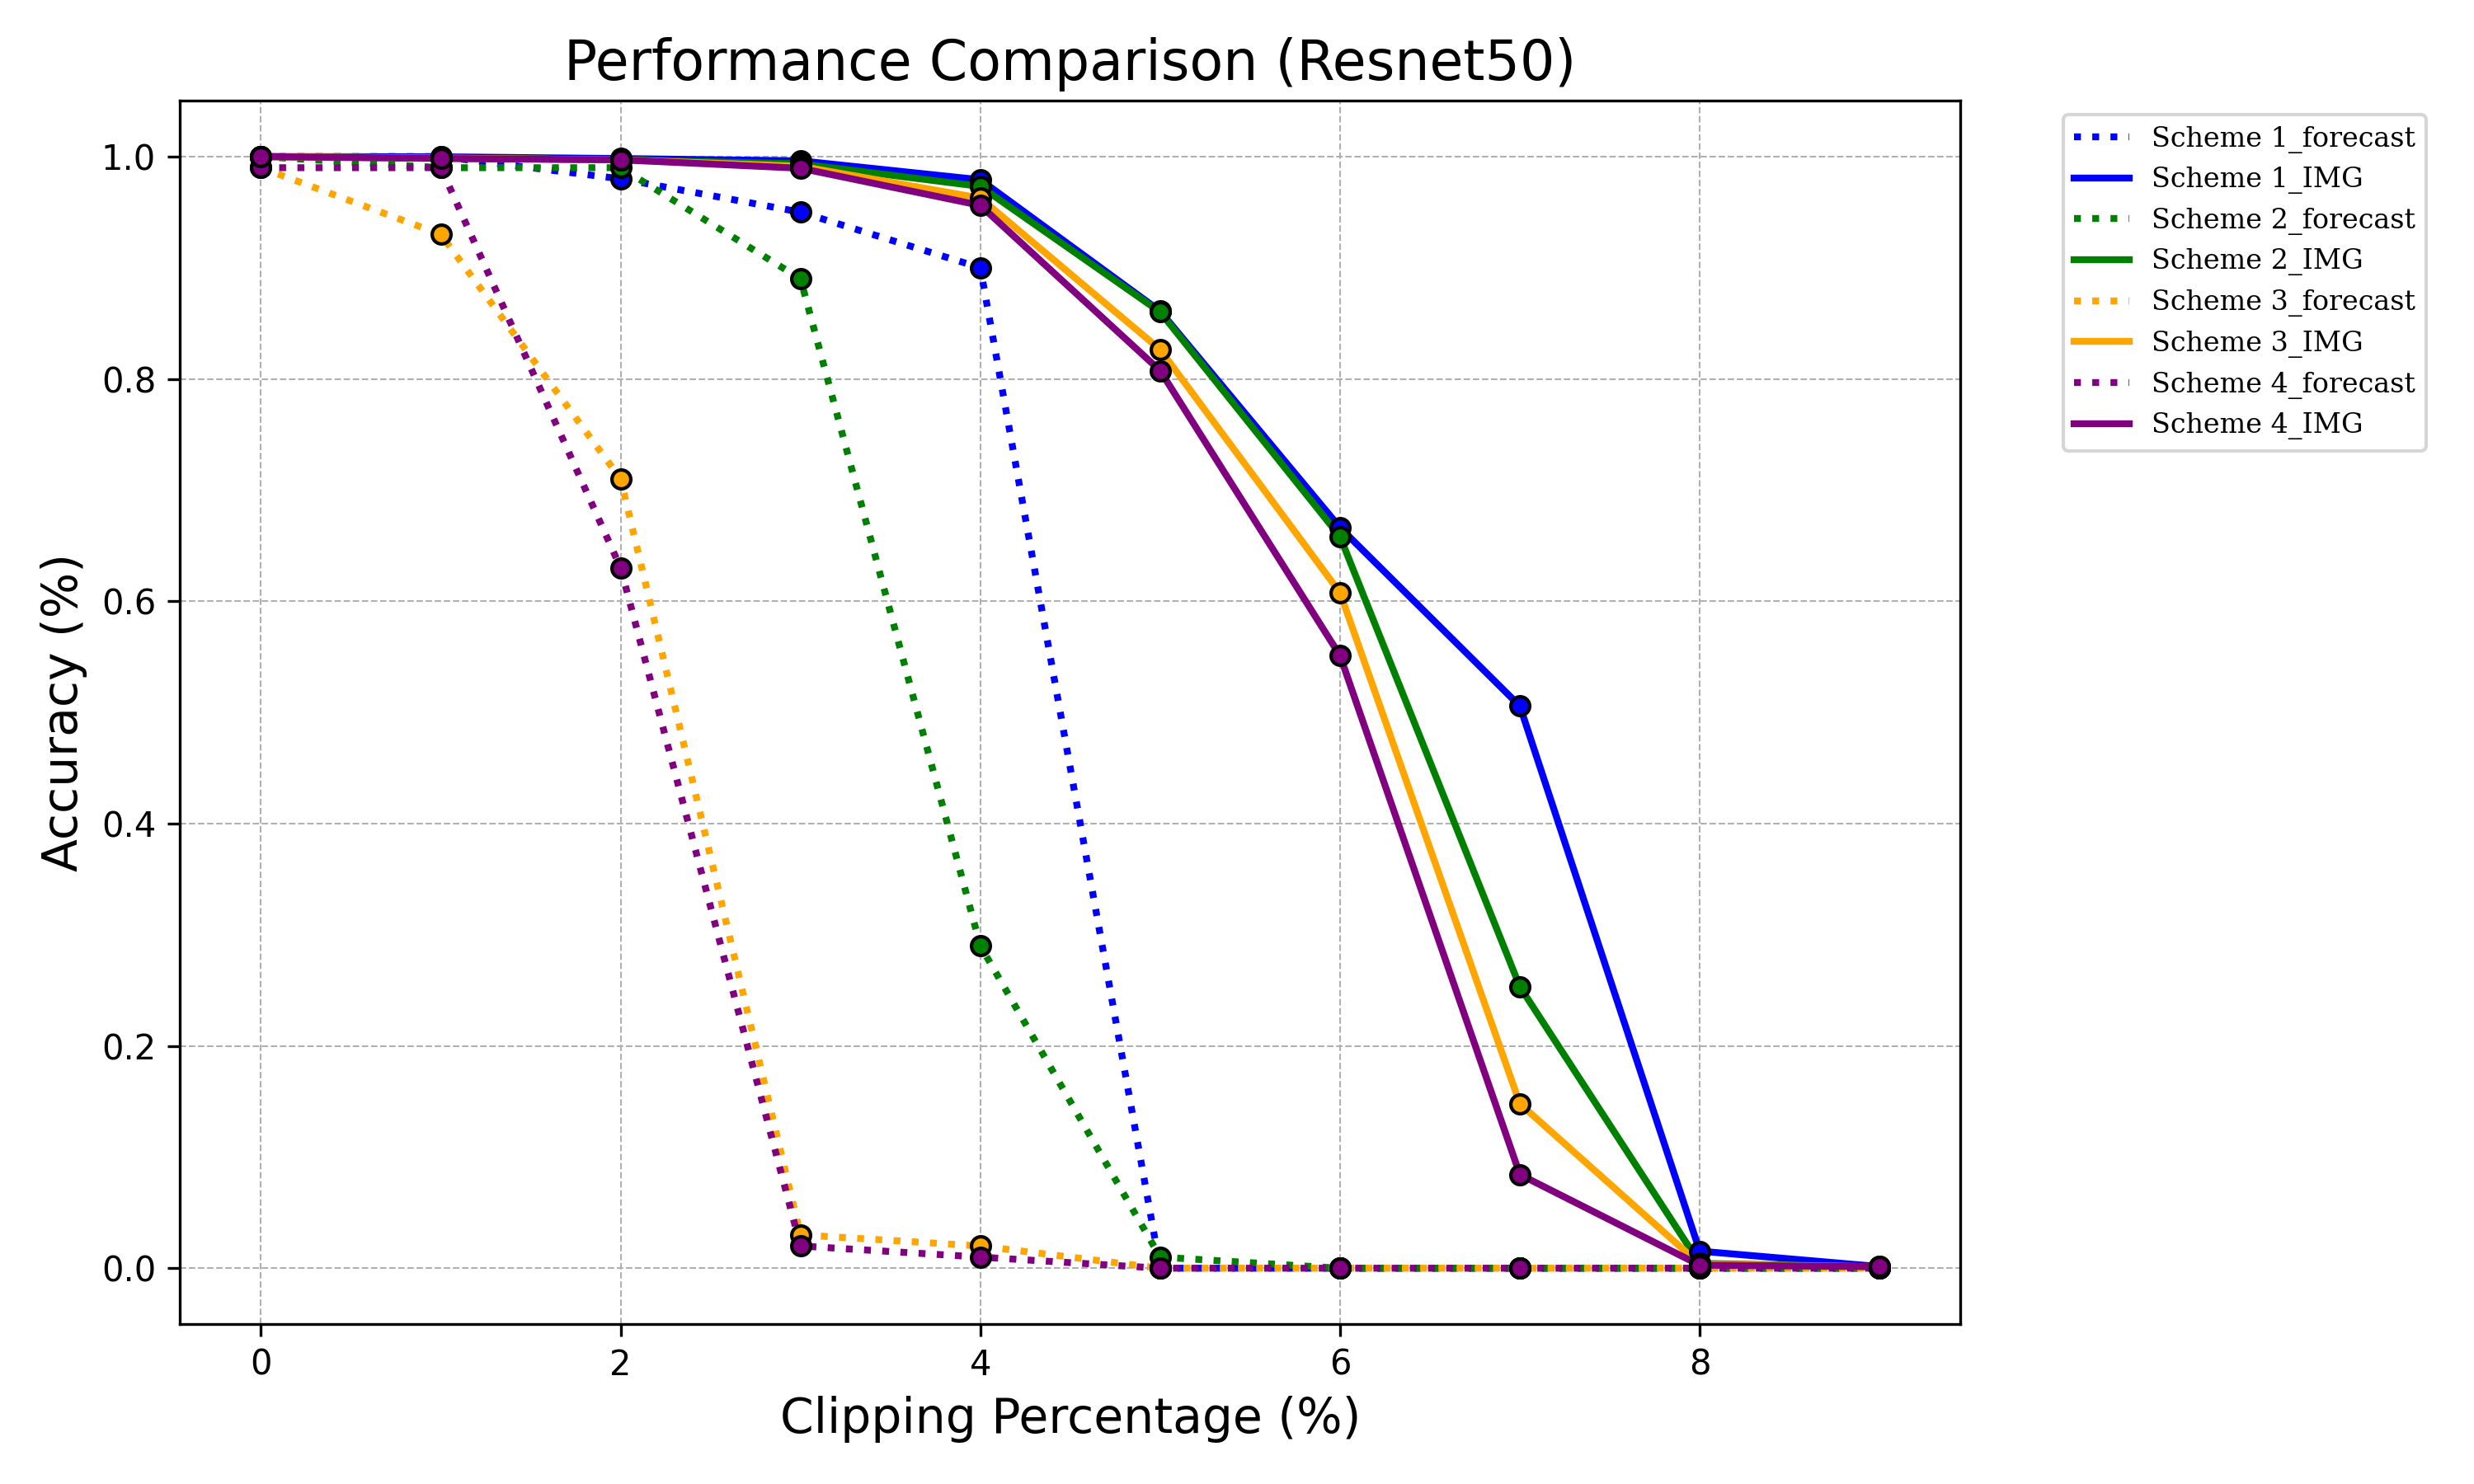 Performance Comparison (Resnet50)
Accuracy (%)
1.0
0.8
0.6
0.4
0.2
0.0
0 2 4 6 8
Clipping Percentage (%)
Scheme 1_forecast
Scheme 1_IMG
Scheme 2_forecast
Scheme 2_IMG
Scheme 3_forecast
Scheme 3_IMG
Scheme 4_forecast
Scheme 4_IMG